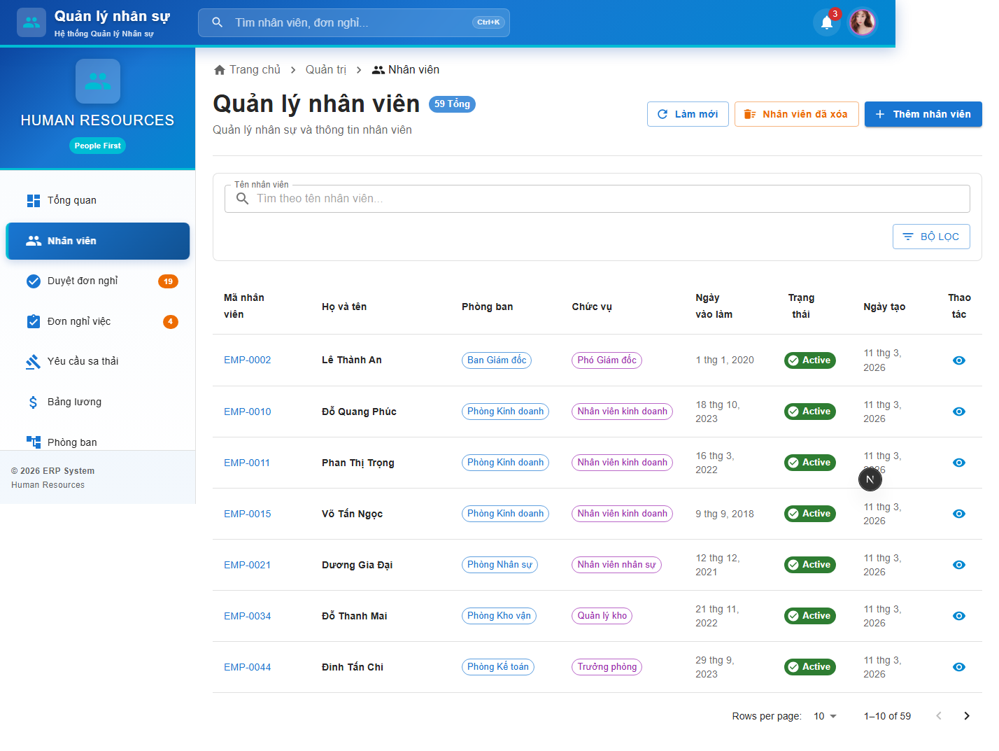 Quản lý nhân sự
Hệ thống Quản lý Nhân sự
Tìm nhân viên, đơn nghỉ...
Ctrl+K
3
HUMAN RESOURCES
People First
Tổng quan
Nhân viên
Duyệt đơn nghỉ
19
Đơn nghỉ việc
4
Yêu cầu sa thải
Bảng lương
Phòng ban
© 2026 ERP System
Human Resources
Trang chủ > Quản trị > Nhân viên
Quản lý nhân viên
59 Tổng
Quản lý nhân sự và thông tin nhân viên
Làm mới
Nhân viên đã xóa
Thêm nhân viên
Tên nhân viên
Tìm theo tên nhân viên...
BỘ LỌC
Mã nhân viên
Họ và tên
Phòng ban
Chức vụ
Ngày vào làm
Trạng thái
Ngày tạo
Thao tác
EMP-0002 Lê Thành An Ban Giám đốc Phó Giám đốc 1 thg 1, 2020 Active 11 thg 3, 2026
EMP-0010 Đỗ Quang Phúc Phòng Kinh doanh Nhân viên kinh doanh 18 thg 10, 2023 Active 11 thg 3, 2026
EMP-0011 Phan Thị Trọng Phòng Kinh doanh Nhân viên kinh doanh 16 thg 3, 2022 Active 11 thg 3, 2026
N
EMP-0015 Võ Tấn Ngọc Phòng Kinh doanh Nhân viên kinh doanh 9 thg 9, 2018 Active 11 thg 3, 2026
EMP-0021 Dương Gia Đại Phòng Nhân sự Nhân viên nhân sự 12 thg 12, 2021 Active 11 thg 3, 2026
EMP-0034 Đỗ Thanh Mai Phòng Kho vận Quản lý kho 21 thg 11, 2022 Active 11 thg 3, 2026
EMP-0044 Đinh Tấn Chi Phòng Kế toán Trưởng phòng 29 thg 9, 2023 Active 11 thg 3, 2026
Rows per page: 10 1–10 of 59